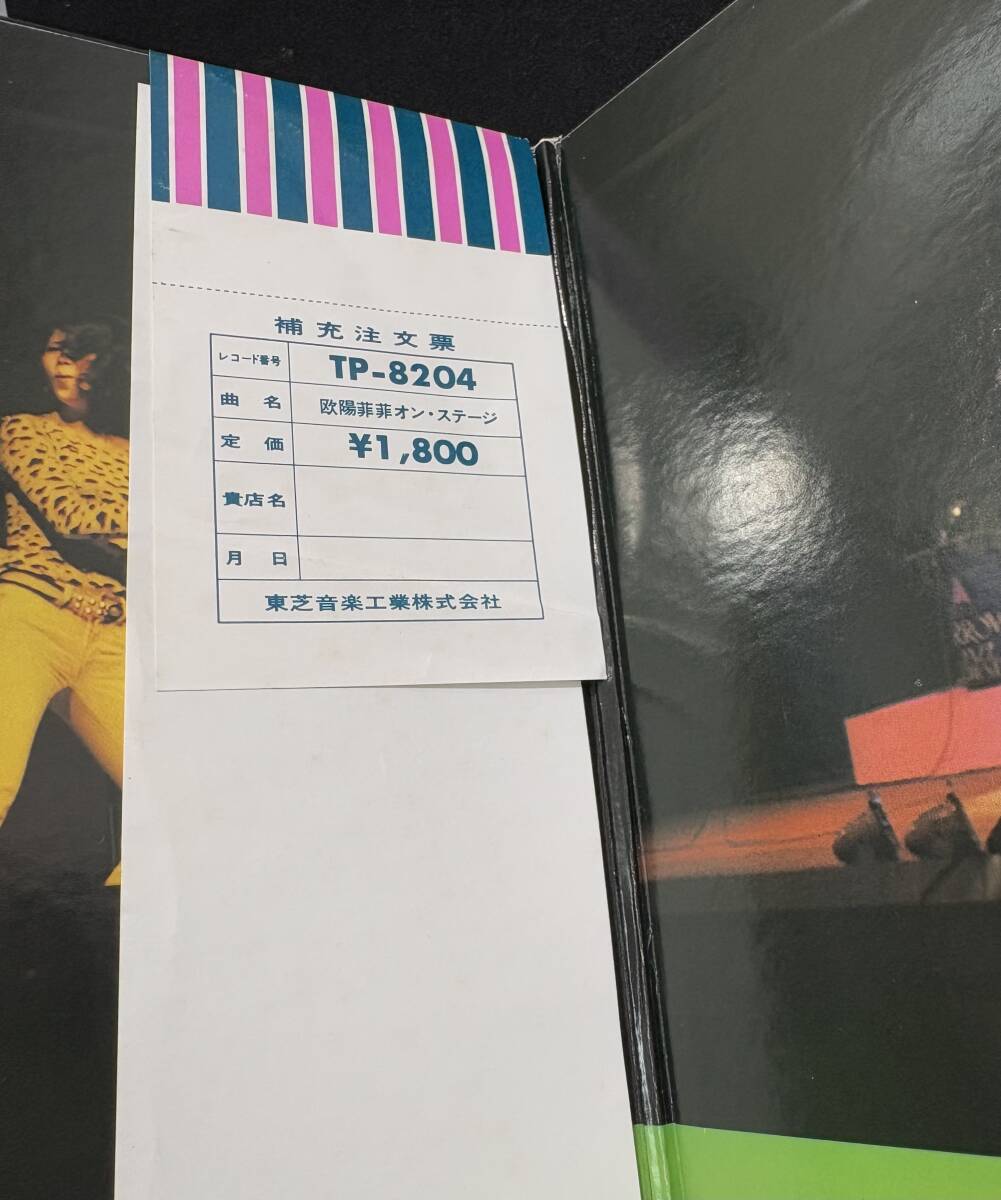 補充注文票
レコード番号 TP-8204
曲名 欧陽菲菲オン・ステージ
定価 ¥1,800
貴店名
月日
東芝音楽工業株式会社